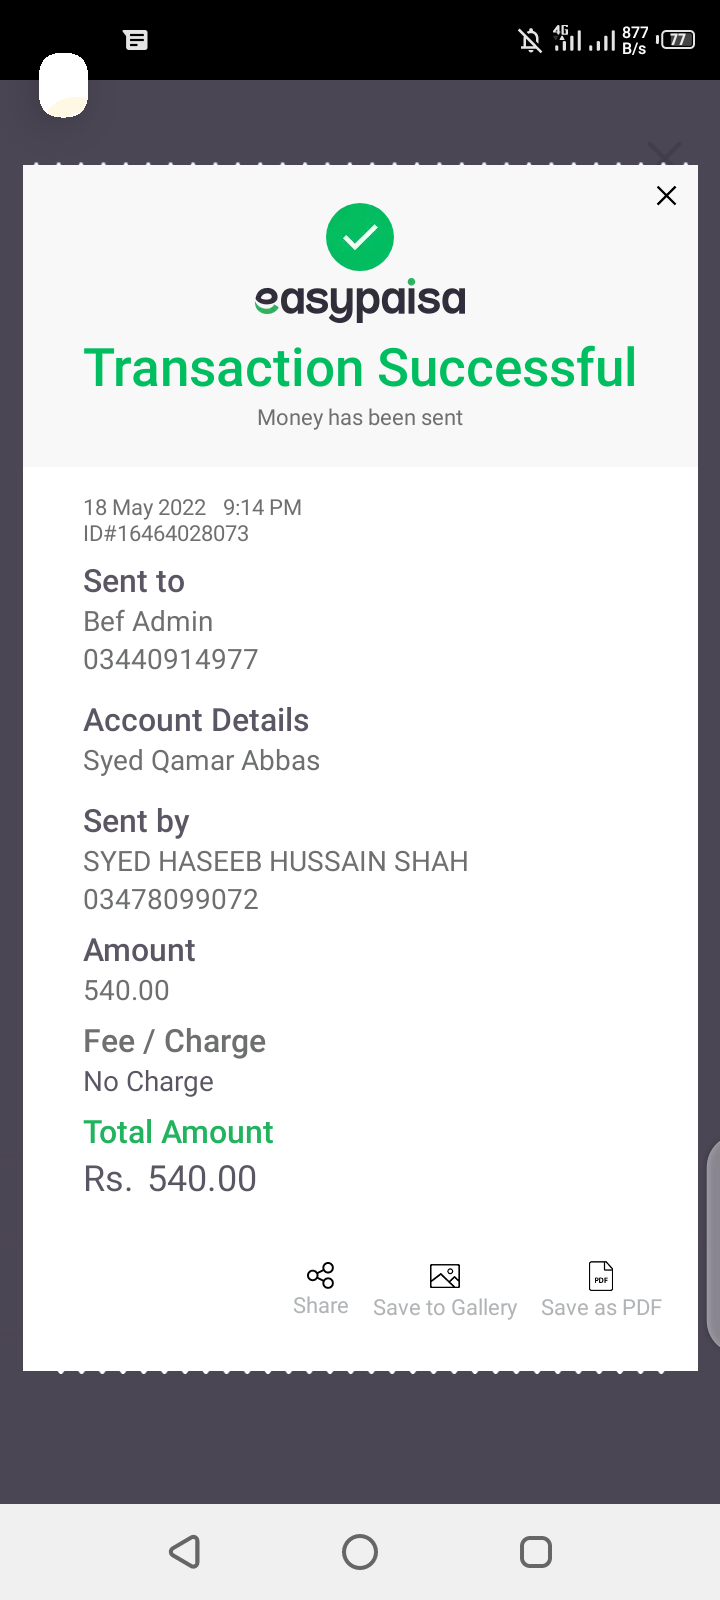 4G
877
B/s
77
easypaisa
Transaction Successful
Money has been sent
18 May 2022 9:14 PM
ID#16464028073
Sent to
Bef Admin
03440914977
Account Details
Syed Qamar Abbas
Sent by
SYED HASEEB HUSSAIN SHAH
03478099072
Amount
540.00
Fee / Charge
No Charge
Total Amount
Rs. 540.00
PDF
Share Save to Gallery Save as PDF